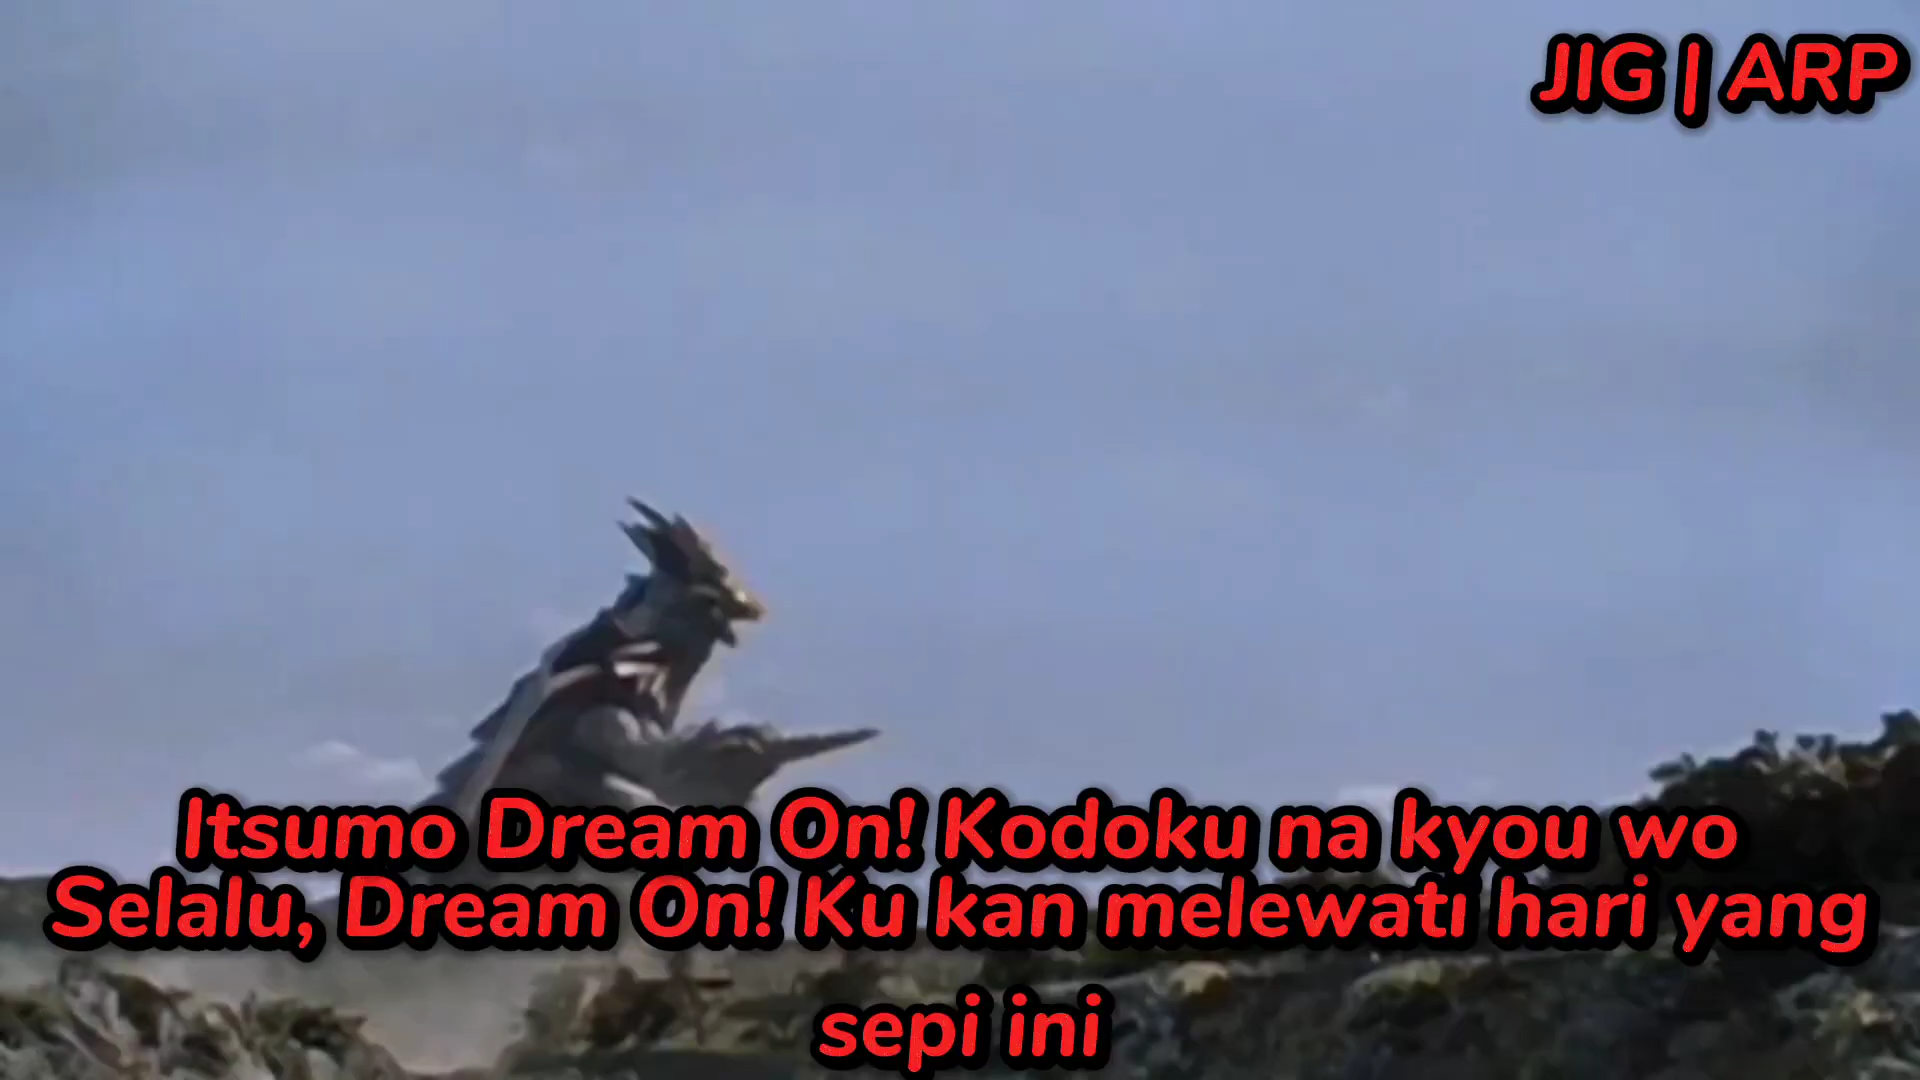 JIG | ARP
Itsumo Dream On! Kodoku na kyou wo
Selalu, Dream On! Ku kan melewati hari yang
sepi ini